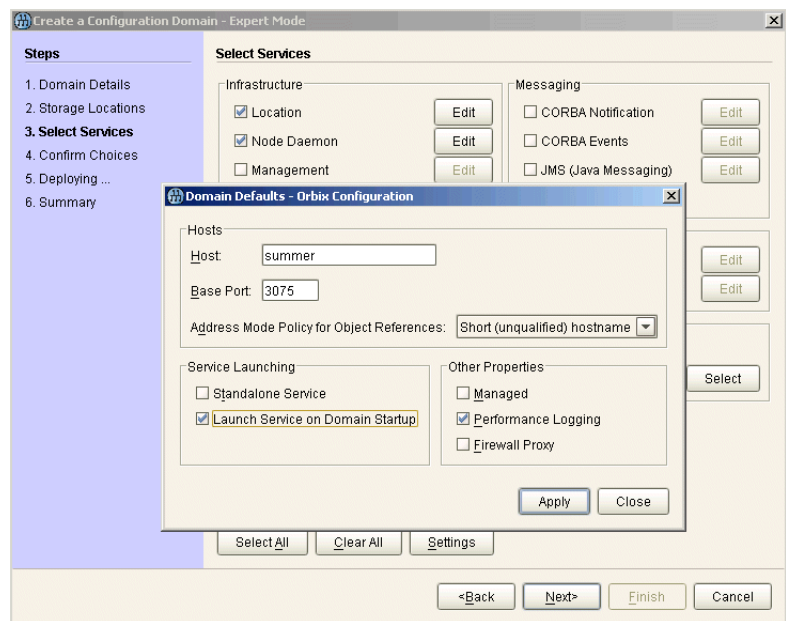 Create a Configuration Domain - Expert Mode
Steps
1. Domain Details
2. Storage Locations
3. Select Services
4. Confirm Choices
5. Deploying ...
6. Summary
Select Services
Infrastructure
Location Edit
Node Daemon Edit
Management Edit
Messaging
CORBA Notification Edit
CORBA Events Edit
JMS (Java Messaging) Edit
Edit
Edit
Select
Domain Defaults - Orbix Configuration
Hosts
Host: summer
Base Port: 3075
Address Mode Policy for Object References: Short (unqualified) hostname
Service Launching
Standalone Service
Launch Service on Domain Startup
Other Properties
Managed
Performance Logging
Firewall Proxy
Apply Close
Select All Clear All Settings
<Back Next> Finish Cancel